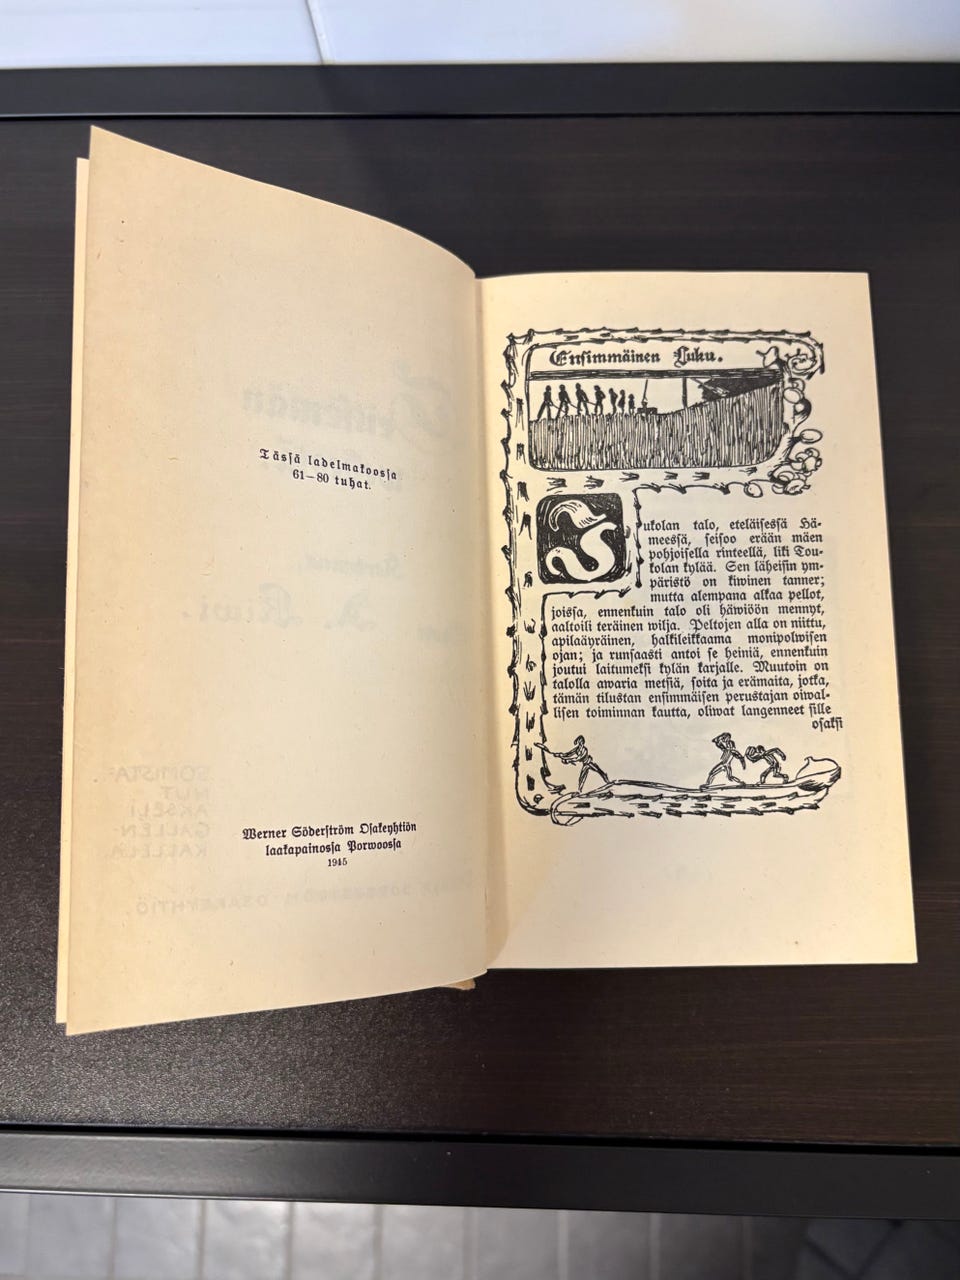 Tässä ladelmakoossa
61–80 tuhat.
Werner Söderström Osakeyhtiön
laakapainossa Porwoossa
1945
Ensimmäinen Luku.
Jukolan talo, eteläisessä Hä-
meessä, seisoo erään mäen
pohjoisella rinteellä, liki Tou-
kolan kylää. Sen läheisin ym-
päristö on kiwinen tanner;
mutta alempana alkaa pellot,
joissa, ennenkuin talo oli häwiöön mennyt,
aaltoili teräinen wilja. Peltojen alla on niittu,
apilaäyräinen, halkileikkaama monipolwisen
ojan; ja runsaasti antoi se heiniä, ennenkuin
joutui laitumeksi kylän karjalle. Muutoin on
talolla awaria metsiä, soita ja erämaita, jotka,
tämän tilustan ensimmäisen perustajan oiwal-
lisen toiminnan kautta, oliwat langenneet sille
osaksi